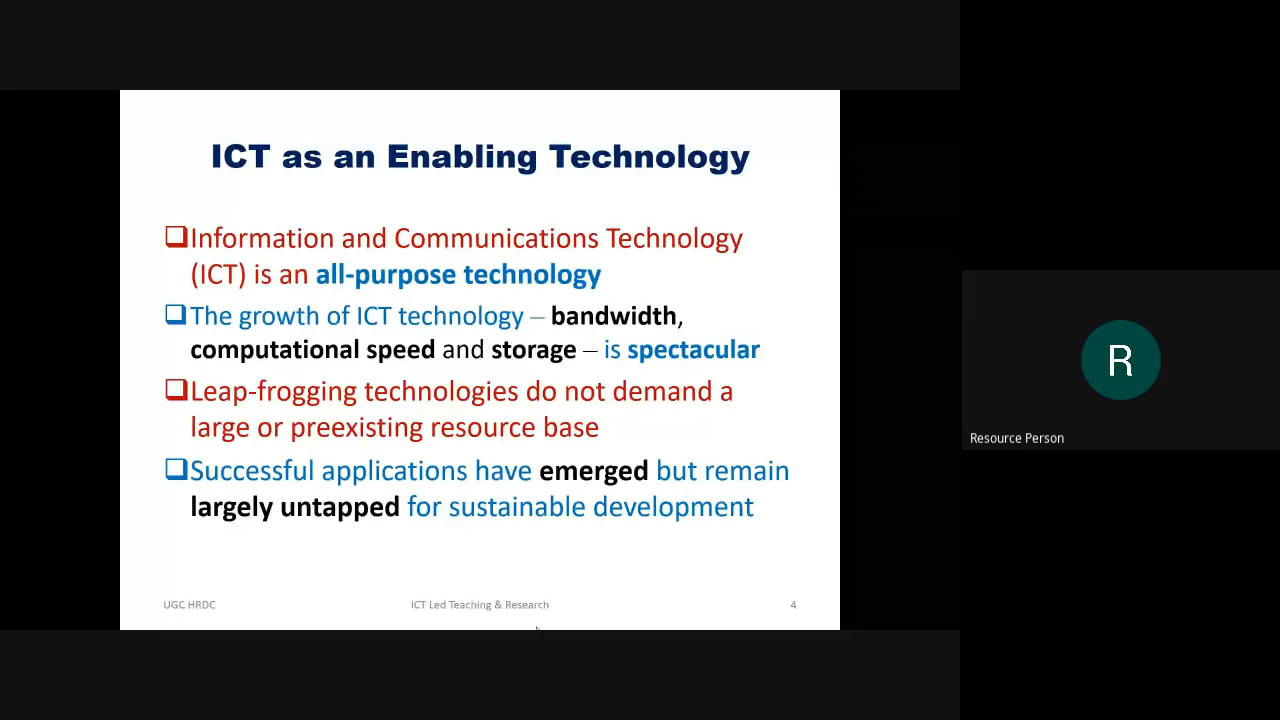 ICT as an Enabling Technology
Information and Communications Technology
(ICT) is an all-purpose technology
The growth of ICT technology – bandwidth,
computational speed and storage – is spectacular
Leap-frogging technologies do not demand a
large or preexisting resource base
Successful applications have emerged but remain
largely untapped for sustainable development
UGC HRDC
ICT Led Teaching & Research
4
R
Resource Person